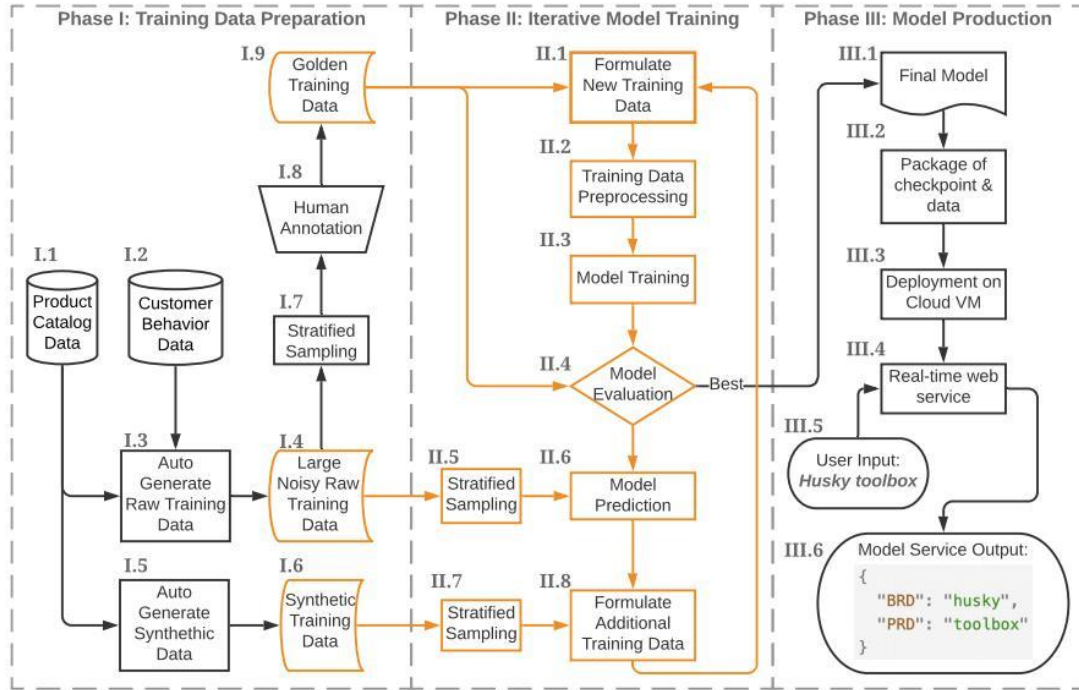 Phase I: Training Data Preparation
I.9
Golden
Training
Data
I.8
Human
Annotation
I.1
Product
Catalog
Data
I.2
Customer
Behavior
Data
I.7
Stratified
Sampling
I.3
Auto
Generate
Raw Training
Data
I.4
Large
Noisy Raw
Training
Data
I.5
Auto
Generate
Synthethic
Data
I.6
Synthetic
Training
Data
Phase II: Iterative Model Training
II.1
Formulate
New Training
Data
II.2
Training Data
Preprocessing
II.3
Model Training
II.4
Model
Evaluation
Best
II.5
Stratified
Sampling
II.6
Model
Prediction
II.7
Stratified
Sampling
II.8
Formulate
Additional
Training Data
Phase III: Model Production
III.1
Final Model
III.2
Package of
checkpoint &
data
III.3
Deployment on
Cloud VM
III.4
Real-time web
service
III.5
User Input:
Husky toolbox
III.6
Model Service Output:
{
"BRD": "husky",
"PRD": "toolbox"
}